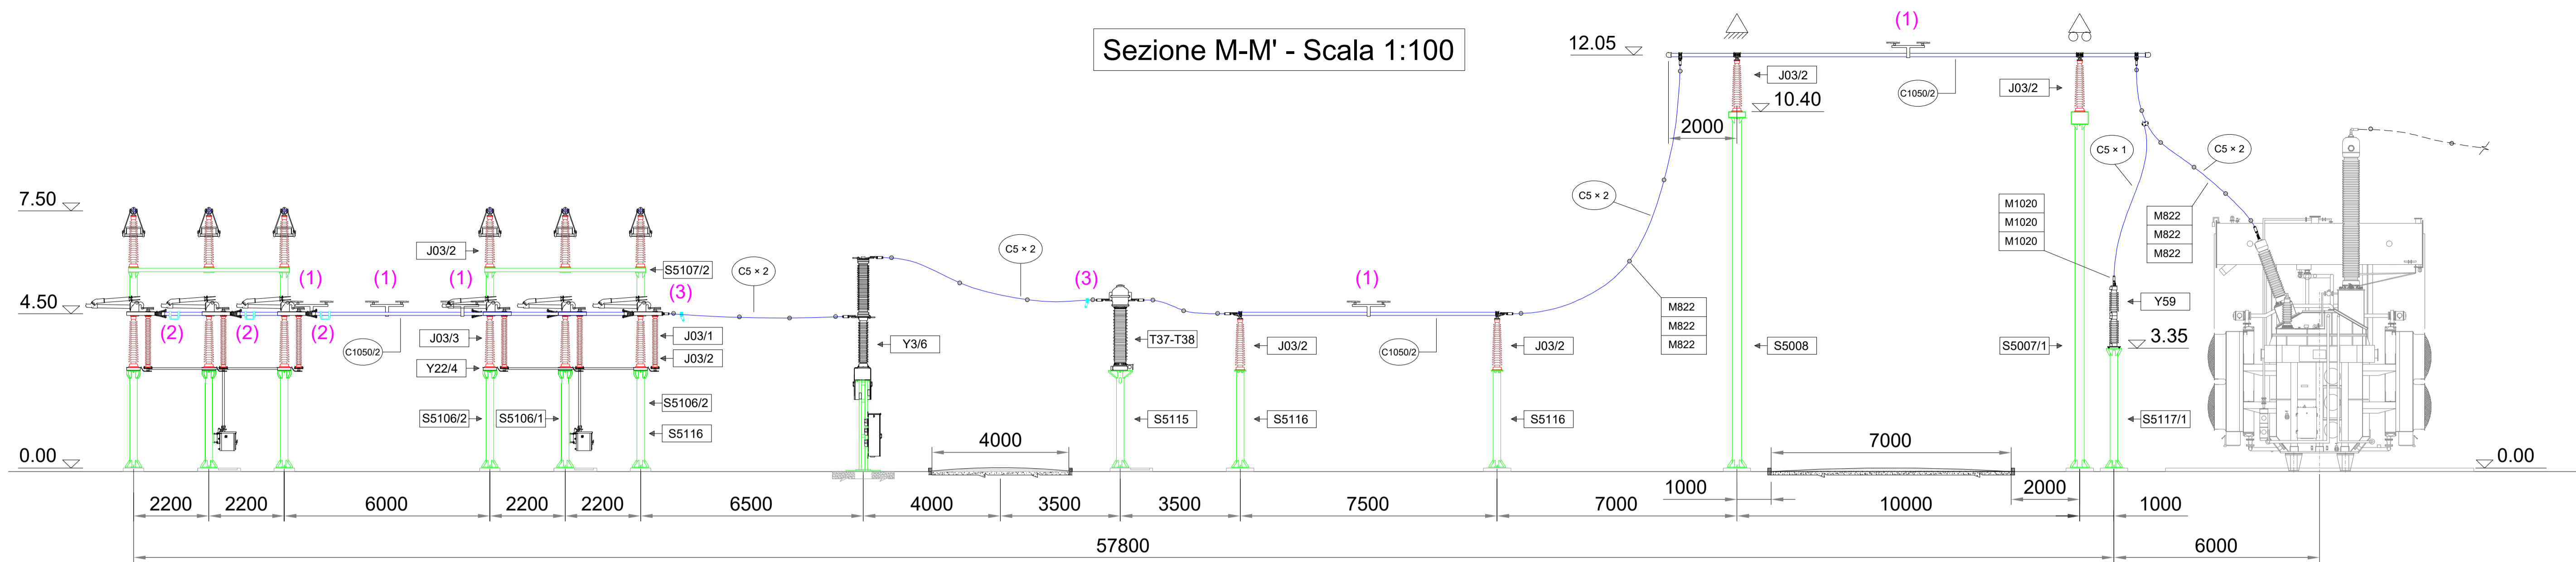 Sezione M-M' - Scala 1:100
(1)
12.05
J03/2
10.40
C1050/2
J03/2
2000
C5 × 1
C5 × 2
C5 × 2
7.50
M1020
M1020
M1020
M822
M822
M822
J03/2
S5107/2
C5 × 2
C5 × 2
(1)
(1)
(1)
(3)
(3)
(1)
4.50
Y59
M822
M822
M822
(2)
(2)
(2)
J03/3
J03/1
C1050/2
J03/2
Y3/6
T37-T38
J03/2
C1050/2
J03/2
S5008
S5007/1
3.35
Y22/4
S5106/2
S5106/1
S5106/2
S5116
S5115
S5116
S5116
S5117/1
4000
7000
0.00
0.00
2200
2200
6000
2200
2200
6500
4000
3500
3500
7500
7000
1000
10000
2000
1000
57800
6000